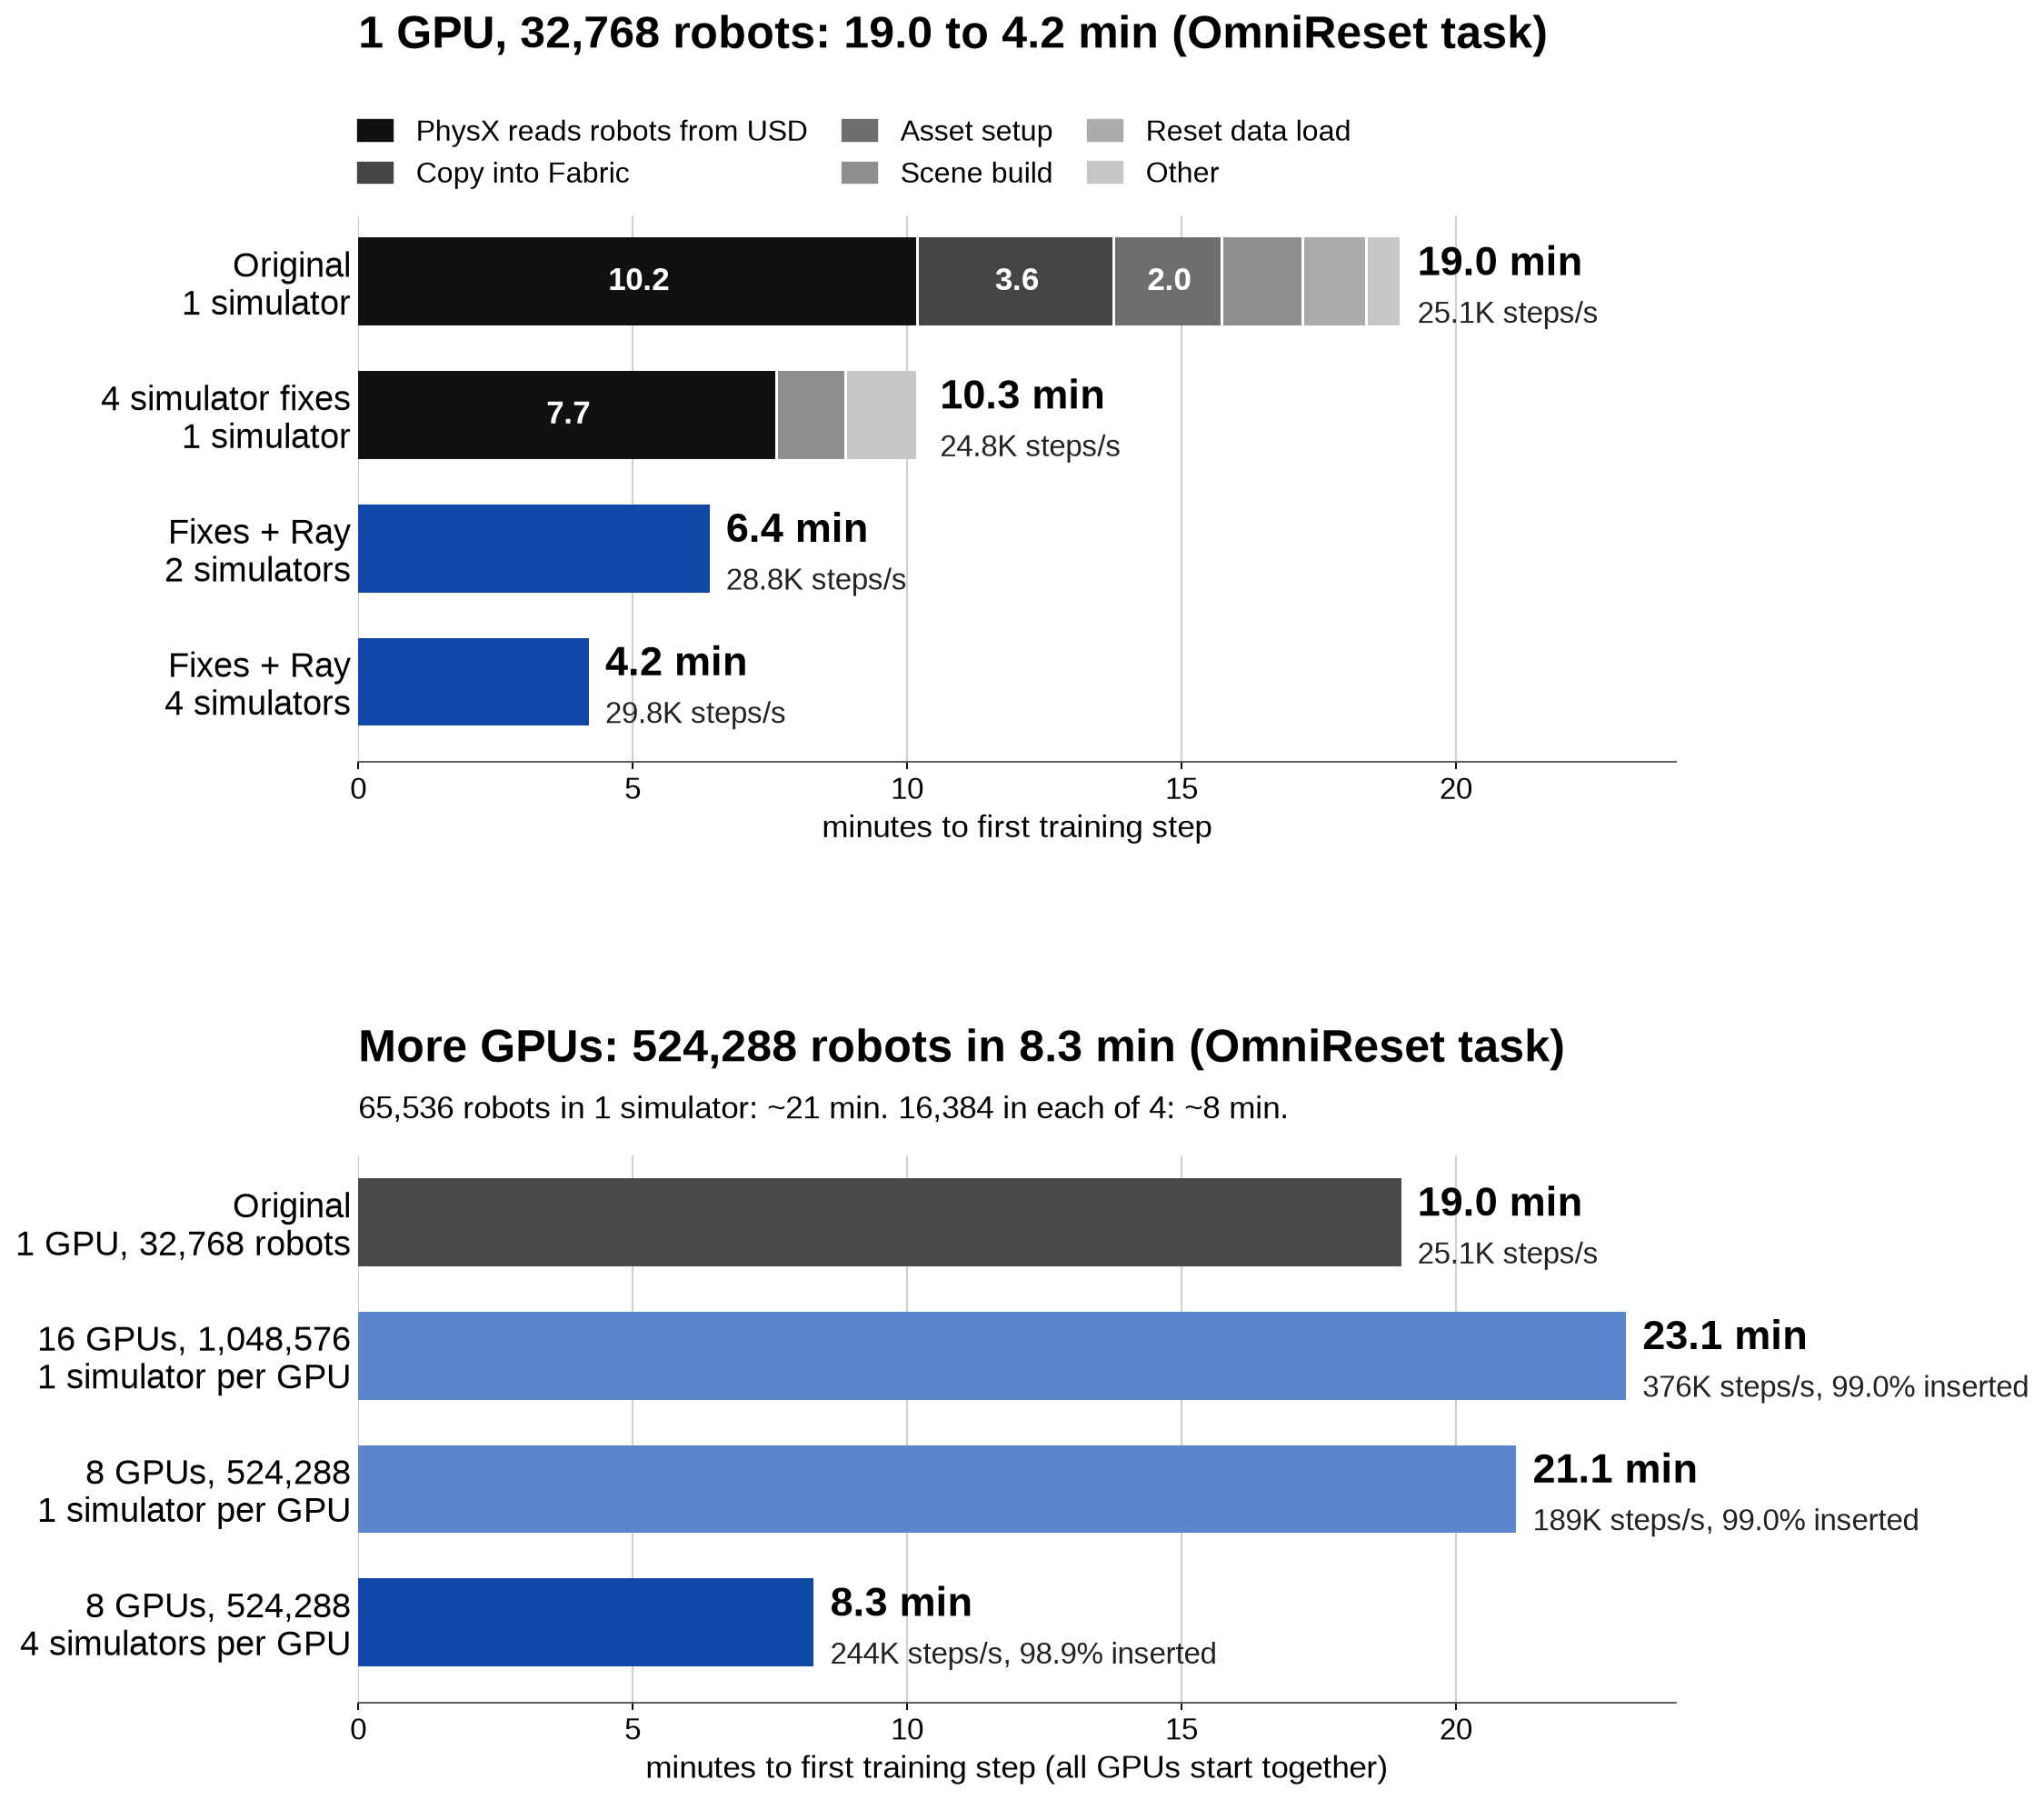 1 GPU, 32,768 robots: 19.0 to 4.2 min (OmniReset task)
PhysX reads robots from USD
Copy into Fabric
Asset setup
Scene build
Reset data load
Other
Original
1 simulator
10.2
3.6
2.0
19.0 min
25.1K steps/s
4 simulator fixes
1 simulator
7.7
10.3 min
24.8K steps/s
Fixes + Ray
2 simulators
6.4 min
28.8K steps/s
Fixes + Ray
4 simulators
4.2 min
29.8K steps/s
0 5 10 15 20
minutes to first training step
More GPUs: 524,288 robots in 8.3 min (OmniReset task)
65,536 robots in 1 simulator: ~21 min. 16,384 in each of 4: ~8 min.
Original
1 GPU, 32,768 robots
19.0 min
25.1K steps/s
16 GPUs, 1,048,576
1 simulator per GPU
23.1 min
376K steps/s, 99.0% inserted
8 GPUs, 524,288
1 simulator per GPU
21.1 min
189K steps/s, 99.0% inserted
8 GPUs, 524,288
4 simulators per GPU
8.3 min
244K steps/s, 98.9% inserted
0 5 10 15 20
minutes to first training step (all GPUs start together)